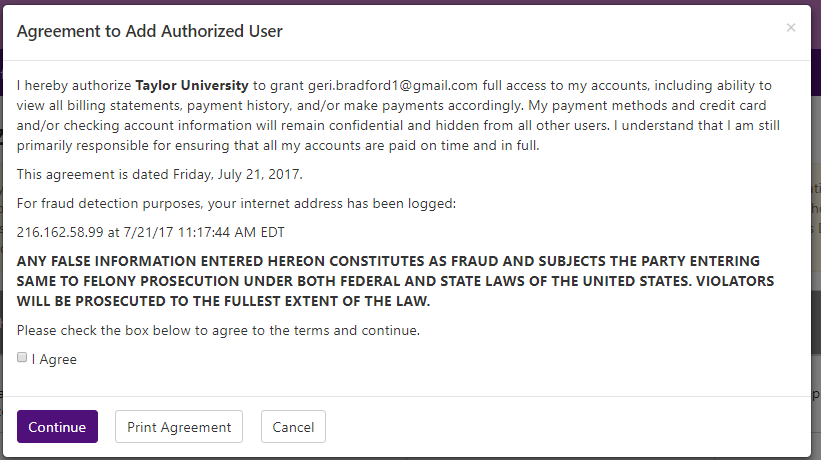 Agreement to Add Authorized User
×
I hereby authorize Taylor University to grant geri.bradford1@gmail.com full access to my accounts, including ability to
view all billing statements, payment history, and/or make payments accordingly. My payment methods and credit card
and/or checking account information will remain confidential and hidden from all other users. I understand that I am still
primarily responsible for ensuring that all my accounts are paid on time and in full.
This agreement is dated Friday, July 21, 2017.
For fraud detection purposes, your internet address has been logged:
216.162.58.99 at 7/21/17 11:17:44 AM EDT
ANY FALSE INFORMATION ENTERED HEREON CONSTITUTES AS FRAUD AND SUBJECTS THE PARTY ENTERING
SAME TO FELONY PROSECUTION UNDER BOTH FEDERAL AND STATE LAWS OF THE UNITED STATES. VIOLATORS
WILL BE PROSECUTED TO THE FULLEST EXTENT OF THE LAW.
Please check the box below to agree to the terms and continue.
I Agree
Continue Print Agreement Cancel